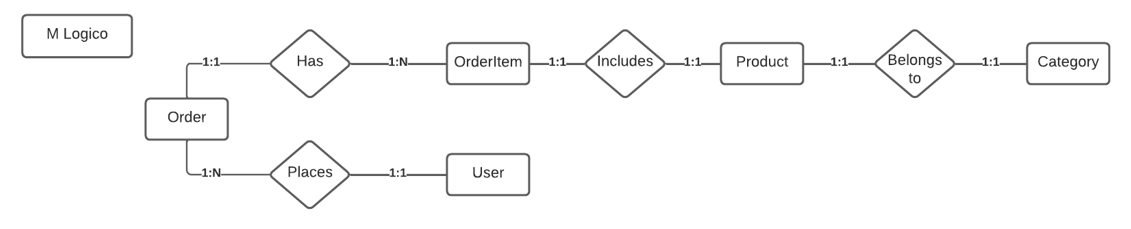 M Logico
1:1
Has
1:N
OrderItem
1:1
Includes
1:1
Product
1:1
Belongs
to
1:1
Category
Order
1:N
Places
1:1
User